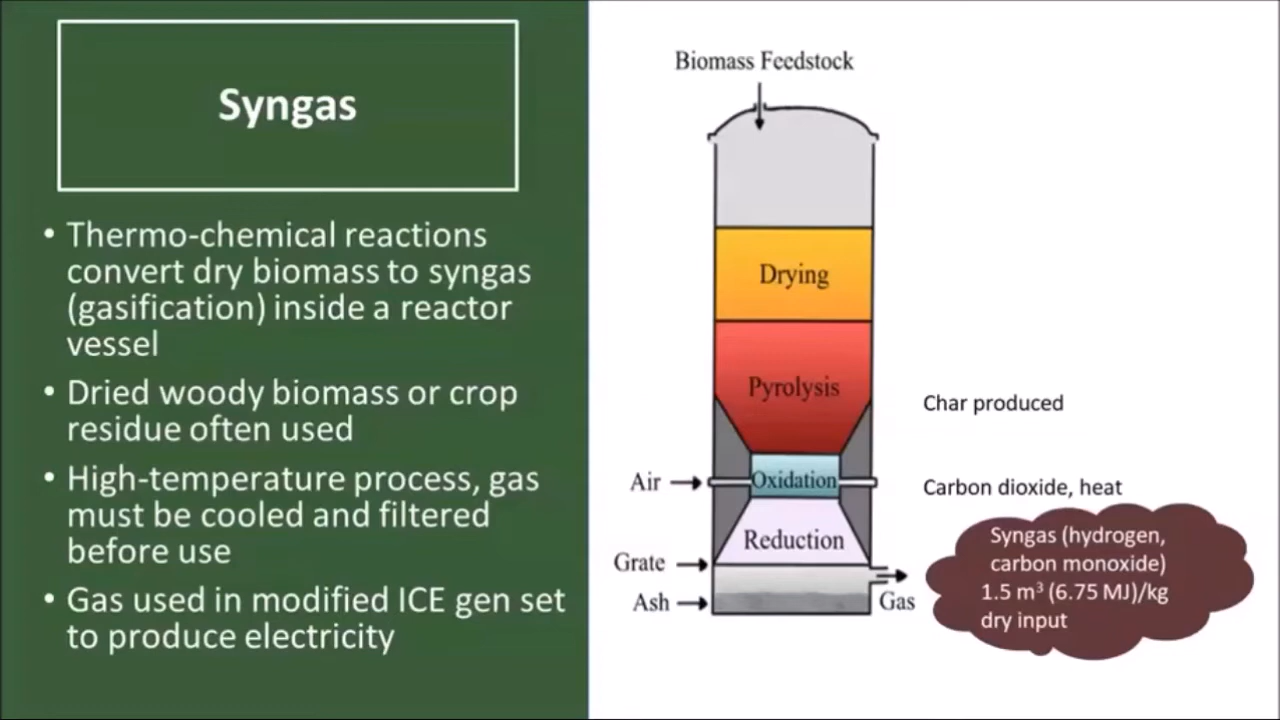 Syngas
• Thermo-chemical reactions
convert dry biomass to syngas
(gasification) inside a reactor
vessel
• Dried woody biomass or crop
residue often used
• High-temperature process, gas
must be cooled and filtered
before use
• Gas used in modified ICE gen set
to produce electricity
Biomass Feedstock
Drying
Pyrolysis
Char produced
Air
Oxidation
Carbon dioxide, heat
Reduction
Grate
Ash
Gas
Syngas (hydrogen,
carbon monoxide)
1.5 m³ (6.75 MJ)/kg
dry input